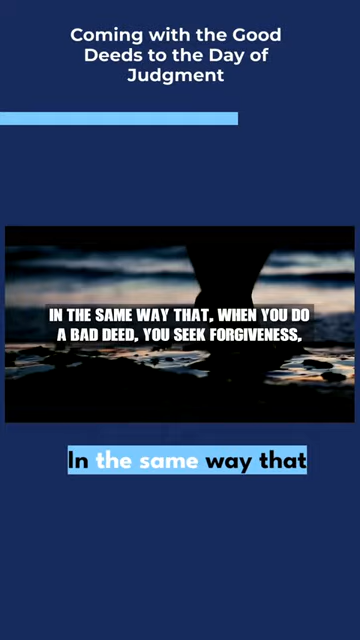 Coming with the Good
Deeds to the Day of
Judgment
IN THE SAME WAY THAT, WHEN YOU DO
A BAD DEED, YOU SEEK FORGIVENESS,
In the same way that